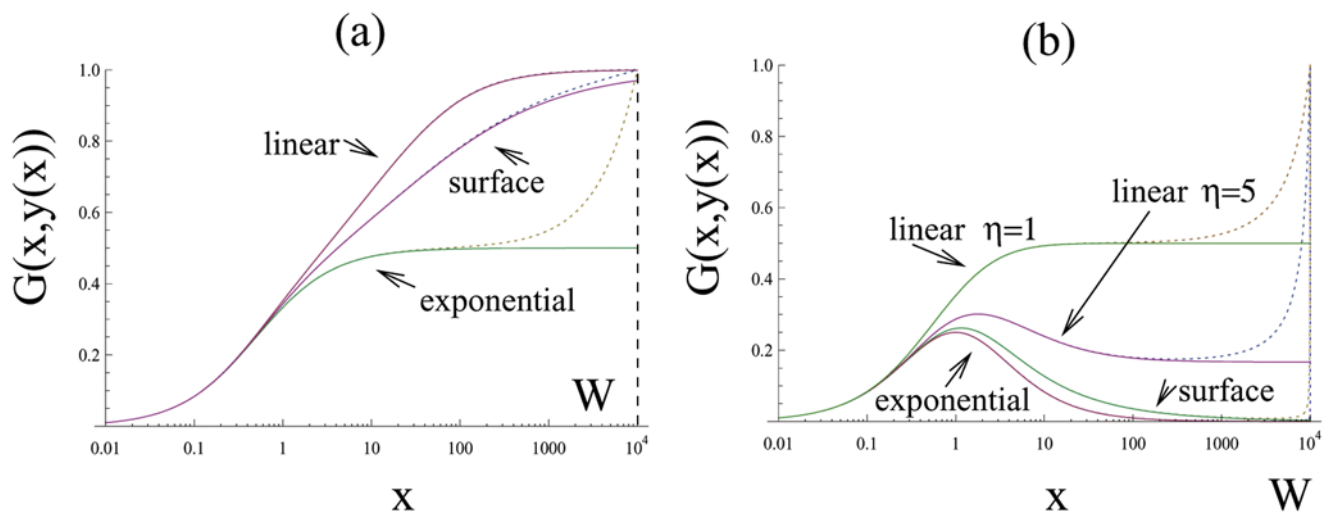 (a)
G(x,y(x))
1.0
0.8
0.6
0.4
0.2
linear
surface
exponential
W
0.01 0.1 1 10 100 1000 10⁴
x
(b)
G(x,y(x))
1.0
0.8
0.6
0.4
0.2
linear η=5
linear η=1
exponential
surface
0.01 0.1 1 10 100 1000 10⁴
x W